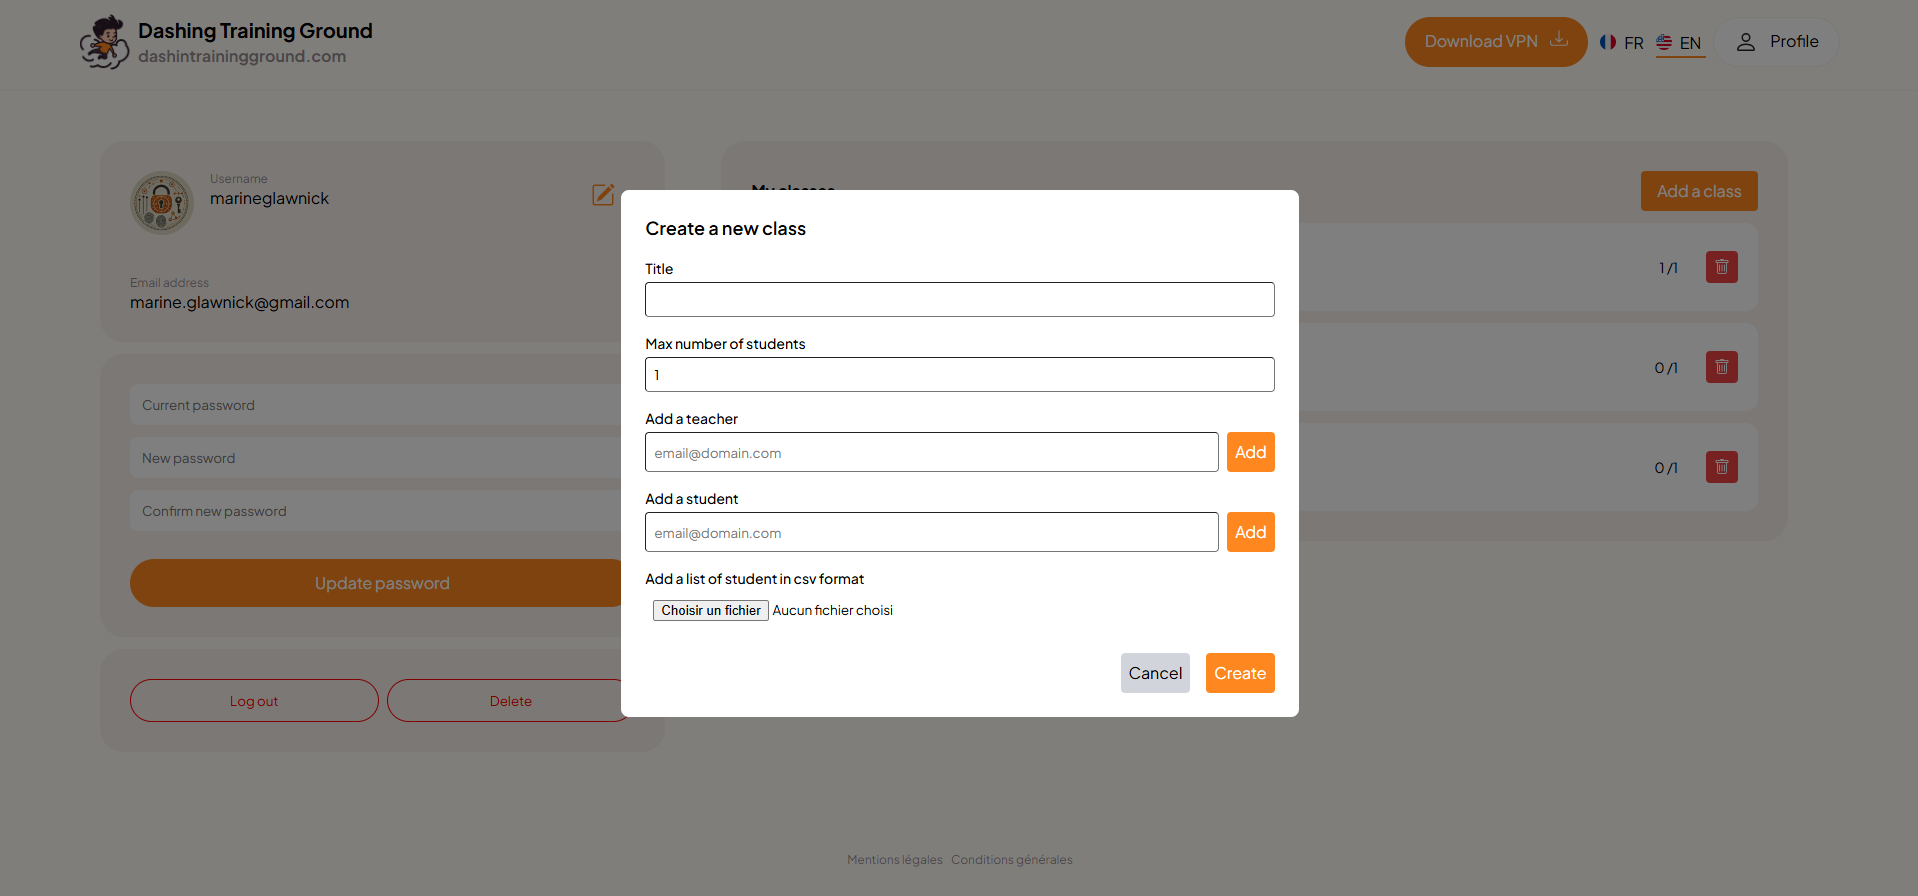 Dashing Training Ground
dashintrainingground.com
Download VPN
FR
EN
Profile
Username
marineglawnick
Email address
marine.glawnick@gmail.com
Current password
New password
Confirm new password
Update password
Log out
Delete
My classes
Add a class
1 /1
0 /1
0 /1
Create a new class
Title
Max number of students
1
Add a teacher
email@domain.com
Add
Add a student
email@domain.com
Add
Add a list of student in csv format
Choisir un fichier Aucun fichier choisi
Cancel
Create
Mentions légales Conditions générales